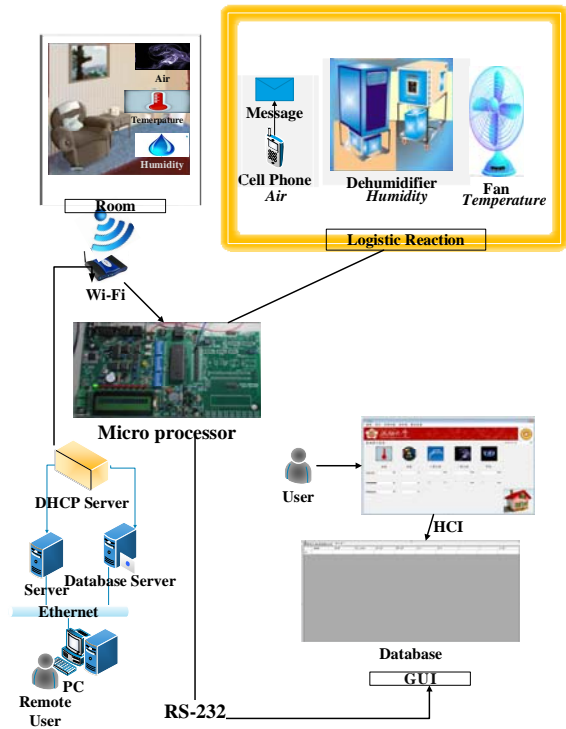 Air
Temerpature
Humidity
Room
Wi-Fi
Message
Cell Phone
Air
Dehumidifier
Humidity
Fan
Temperature
Logistic Reaction
Micro processor
DHCP Server
Server
Database Server
Ethernet
PC
Remote
User
User
HCI
Database
GUI
RS-232